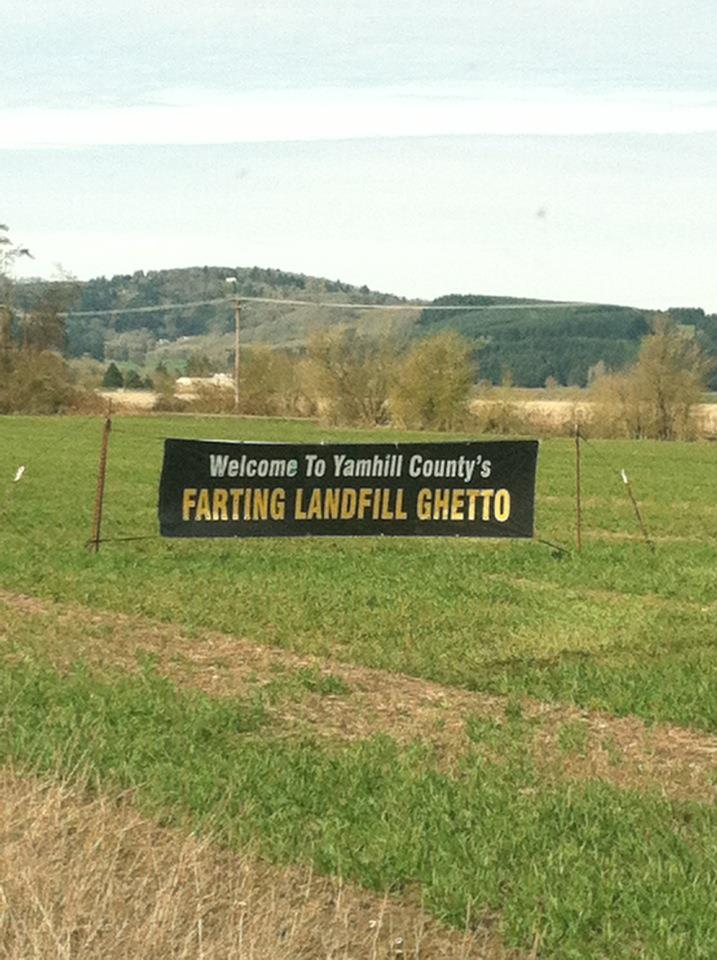 Welcome To Yamhill County's
FARTING LANDFILL GHETTO